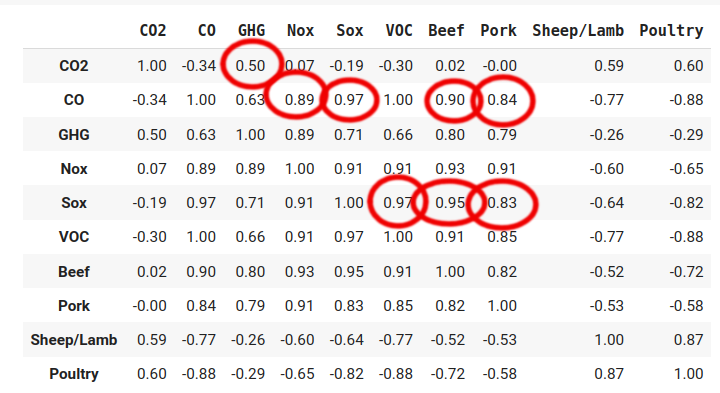 CO2 CO GHG Nox Sox VOC Beef Pork Sheep/Lamb Poultry
CO2 1.00 -0.34 0.50 0.07 -0.19 -0.30 0.02 -0.00 0.59 0.60
CO -0.34 1.00 0.63 0.89 0.97 1.00 0.90 0.84 -0.77 -0.88
GHG 0.50 0.63 1.00 0.89 0.71 0.66 0.80 0.79 -0.26 -0.29
Nox 0.07 0.89 0.89 1.00 0.91 0.91 0.93 0.91 -0.60 -0.65
Sox -0.19 0.97 0.71 0.91 1.00 0.97 0.95 0.83 -0.64 -0.82
VOC -0.30 1.00 0.66 0.91 0.97 1.00 0.91 0.85 -0.77 -0.88
Beef 0.02 0.90 0.80 0.93 0.95 0.91 1.00 0.82 -0.52 -0.72
Pork -0.00 0.84 0.79 0.91 0.83 0.85 0.82 1.00 -0.53 -0.58
Sheep/Lamb 0.59 -0.77 -0.26 -0.60 -0.64 -0.77 -0.52 -0.53 1.00 0.87
Poultry 0.60 -0.88 -0.29 -0.65 -0.82 -0.88 -0.72 -0.58 0.87 1.00